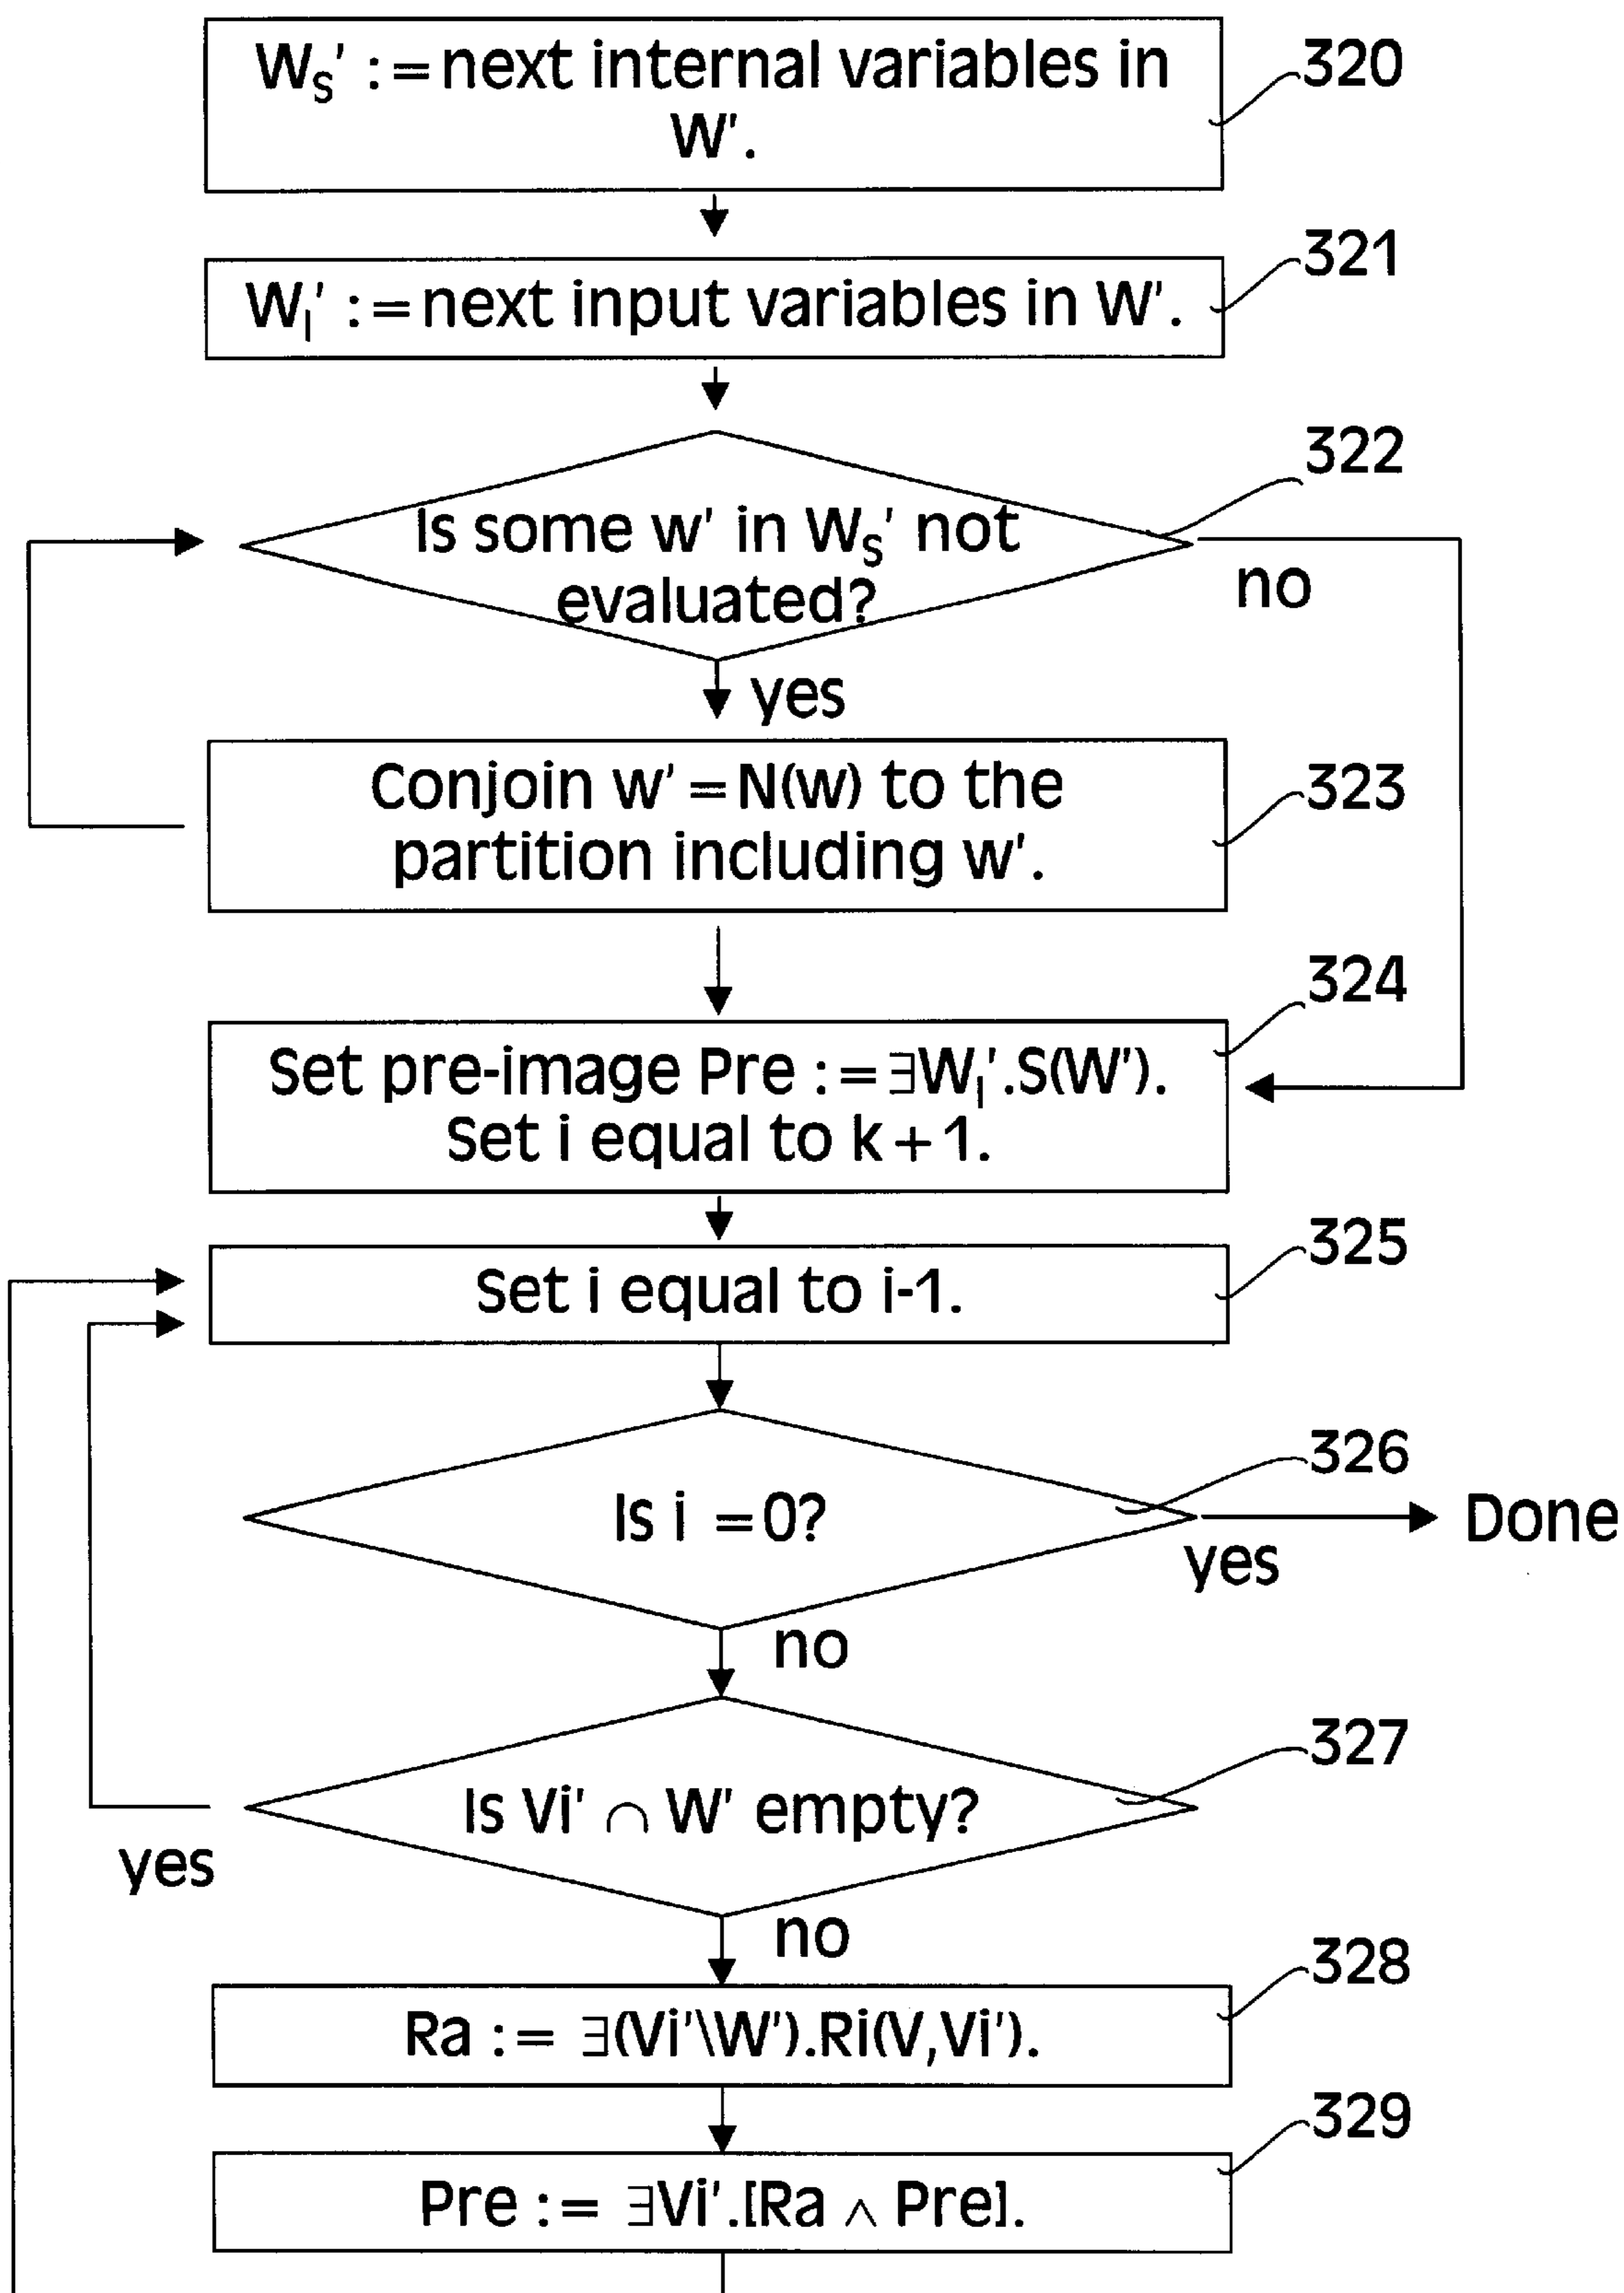 Wₛ' := next internal variables in
W'.
320
321
Wᵢ' := next input variables in W'.
322
Is some w' in Wₛ' not
evaluated?
no
yes
Conjoin w' = N(w) to the
partition including w'.
323
324
Set pre-image Pre := ∃Wᵢ'.S(W').
Set i equal to k + 1.
325
Set i equal to i-1.
326
Is i = 0?
Done
yes
no
327
Is Vi' ∩ W' empty?
yes
no
328
Ra := ∃(Vi'\W').Ri(V,Vi').
329
Pre := ∃Vi'.[Ra ∧ Pre].